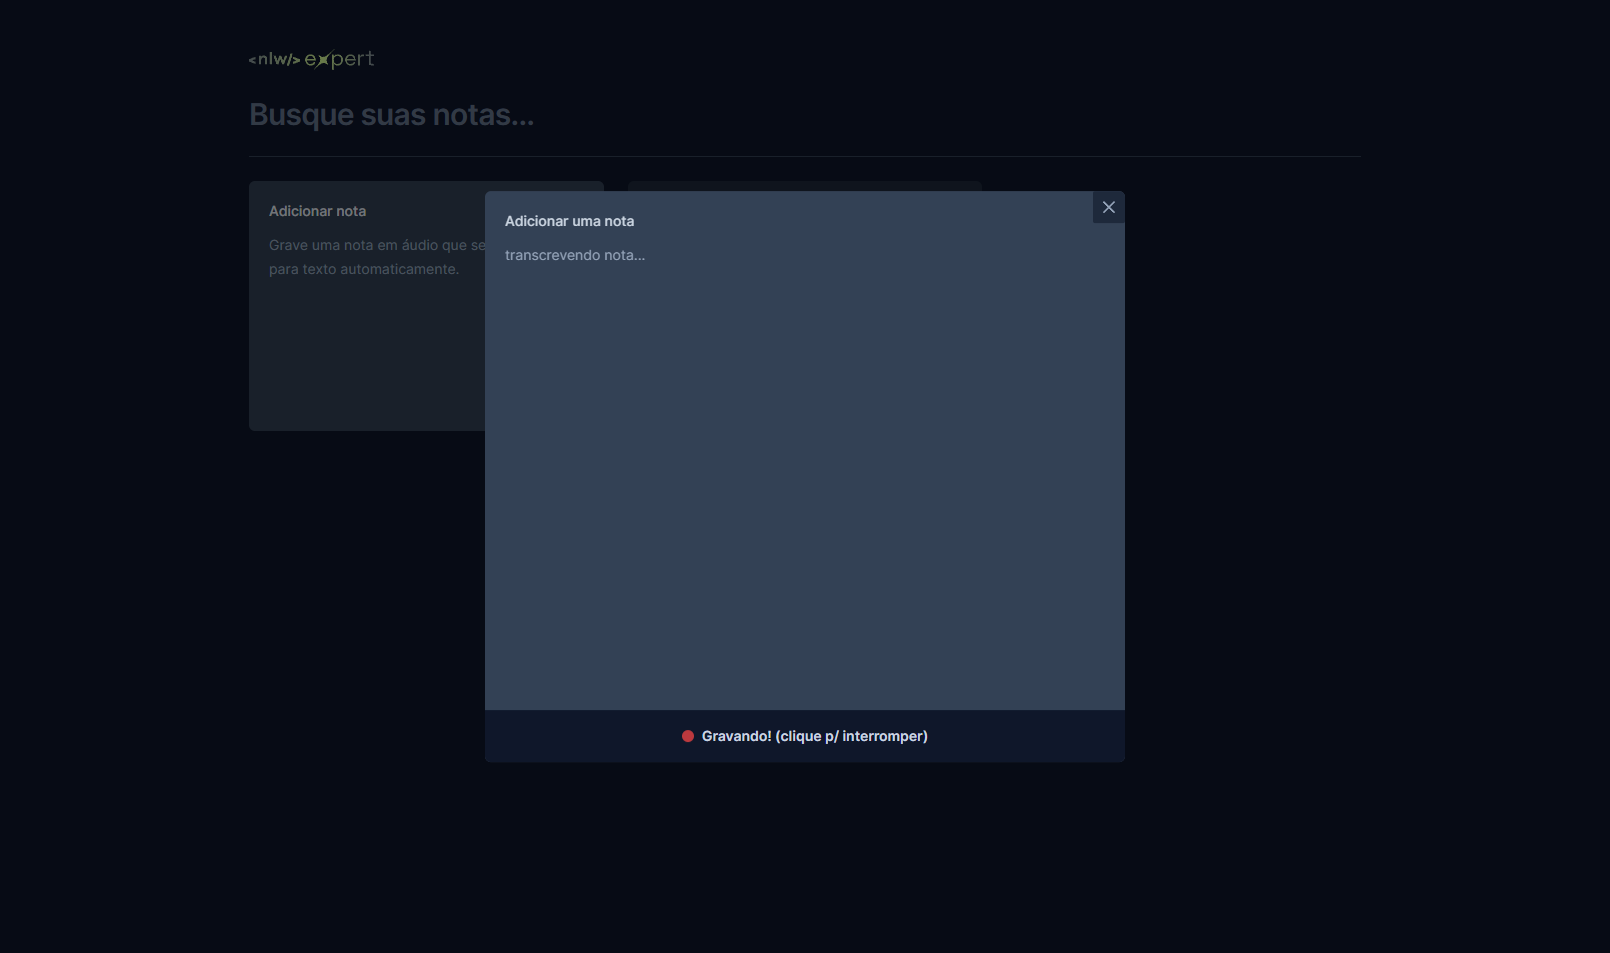 <nlw/> expert
Busque suas notas...
Adicionar nota
Grave uma nota em áudio que se
para texto automaticamente.
Adicionar uma nota
transcrevendo nota...
Gravando! (clique p/ interromper)